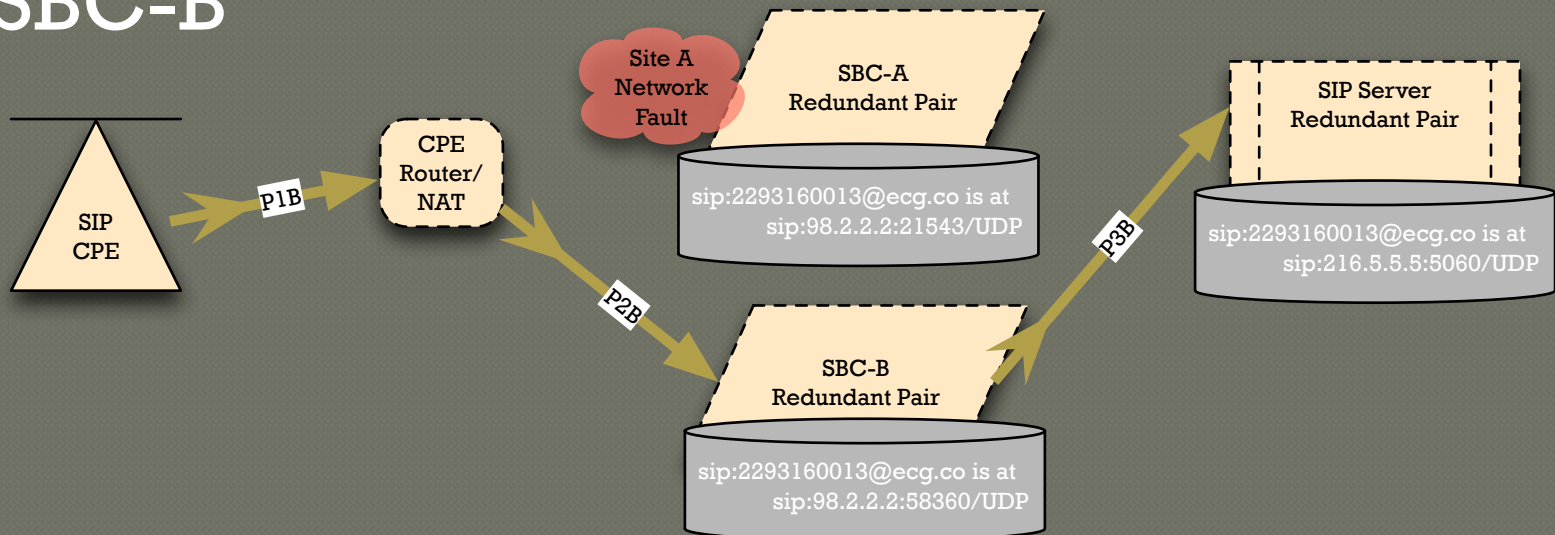 SBC-B
Site A
Network
Fault
SBC-A
Redundant Pair
SIP Server
Redundant Pair
CPE
Router/
NAT
P1B
SIP
CPE
sip:2293160013@ecg.co is at
sip:98.2.2.2:21543/UDP
P3B
sip:2293160013@ecg.co is at
sip:216.5.5.5:5060/UDP
P2B
SBC-B
Redundant Pair
sip:2293160013@ecg.co is at
sip:98.2.2.2:58360/UDP